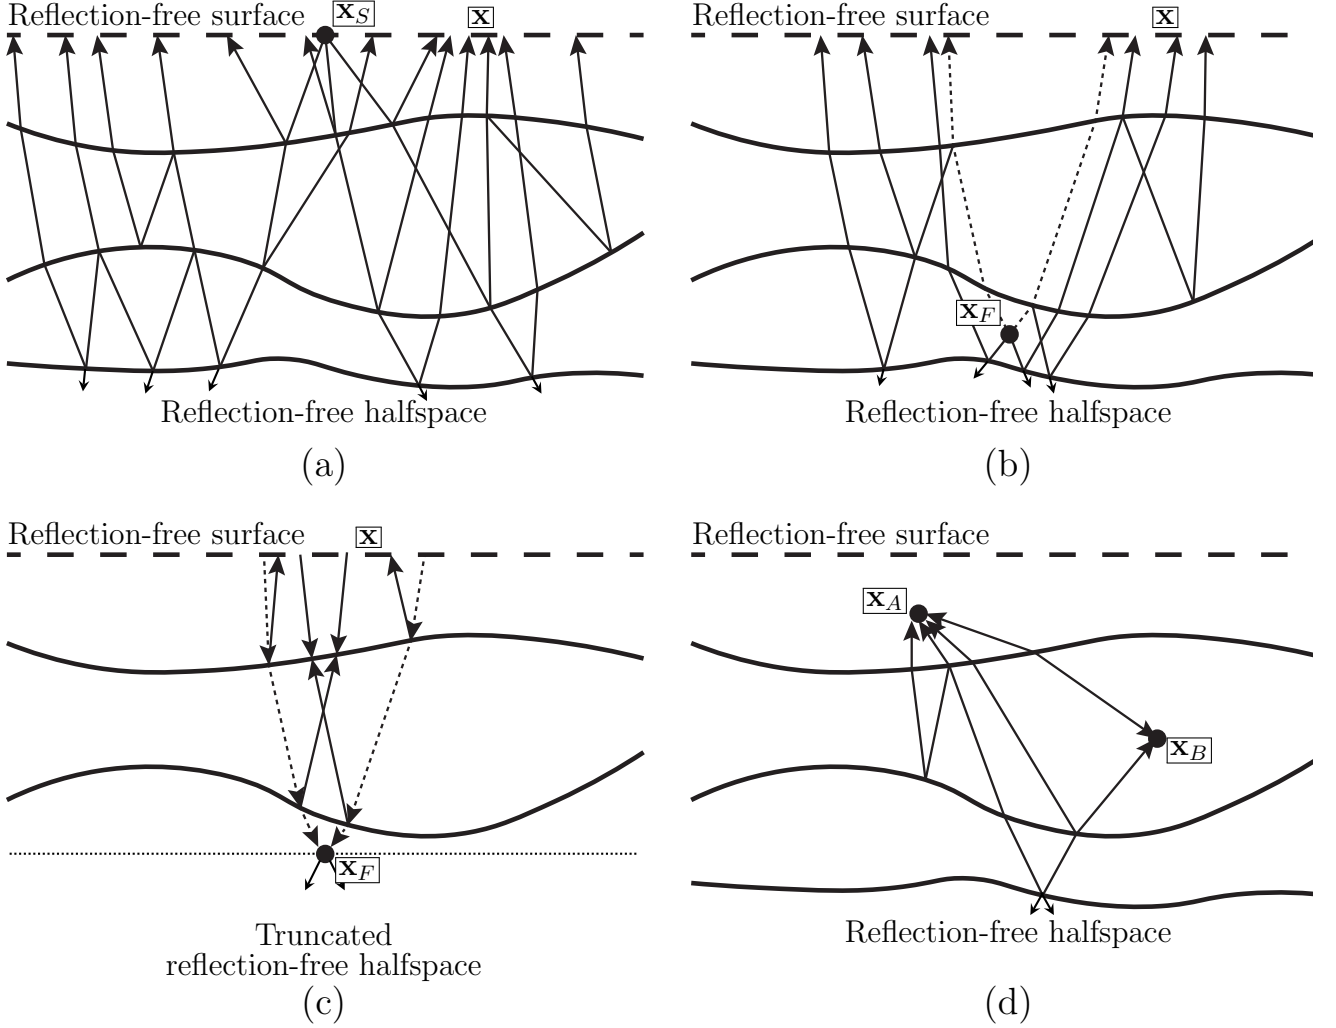 Reflection-free surface
x_S
x
Reflection-free halfspace
(a)
Reflection-free surface
x
x_F
Reflection-free halfspace
(b)
Reflection-free surface
x
x_F
Truncated
reflection-free halfspace
(c)
Reflection-free surface
x_A
x_B
Reflection-free halfspace
(d)